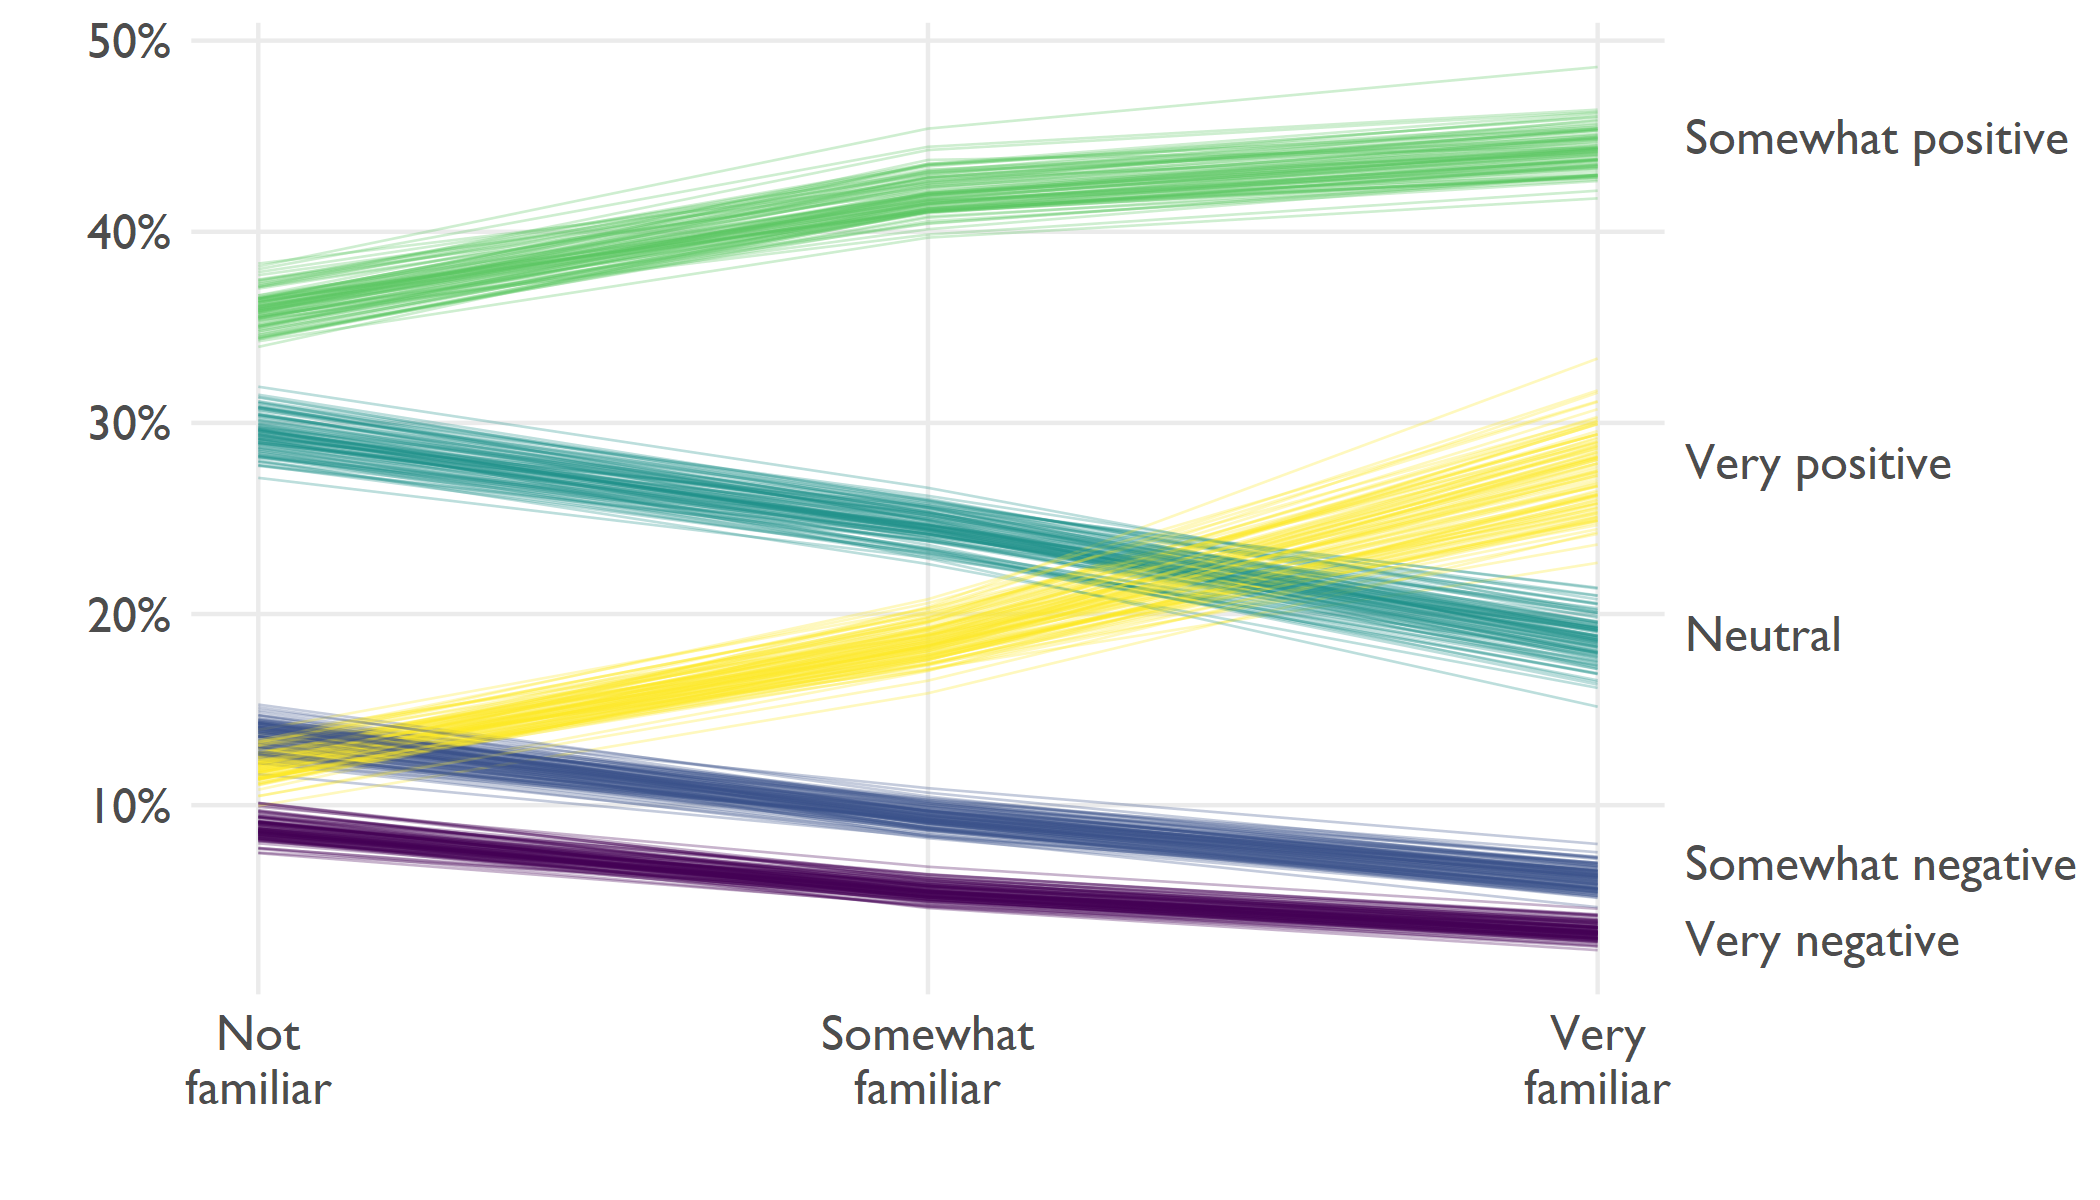 50%
Somewhat positive
40%
30%
Very positive
20%
Neutral
10%
Somewhat negative
Very negative
Not
familiar
Somewhat
familiar
Very
familiar